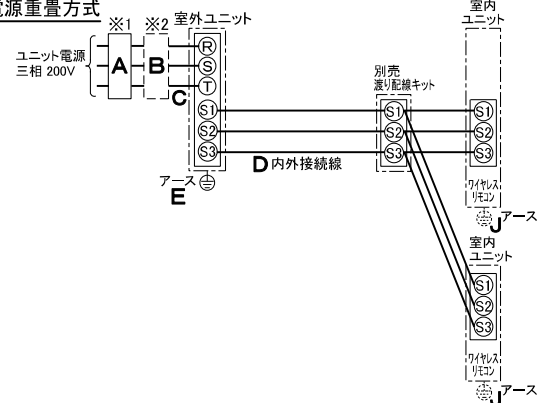 電源重畳方式
※1
※2
室外ユニット
室内
ユニット
ユニット電源
三相 200V
A
B
C
R
S
T
S1
S2
S3
別売
渡り配線キット
S1
S2
S3
S1
S2
S3
D 内外接続線
アース
E
ワイヤレス
リモコン
アース
J
室内
ユニット
S1
S2
S3
ワイヤレス
リモコン
アース
J